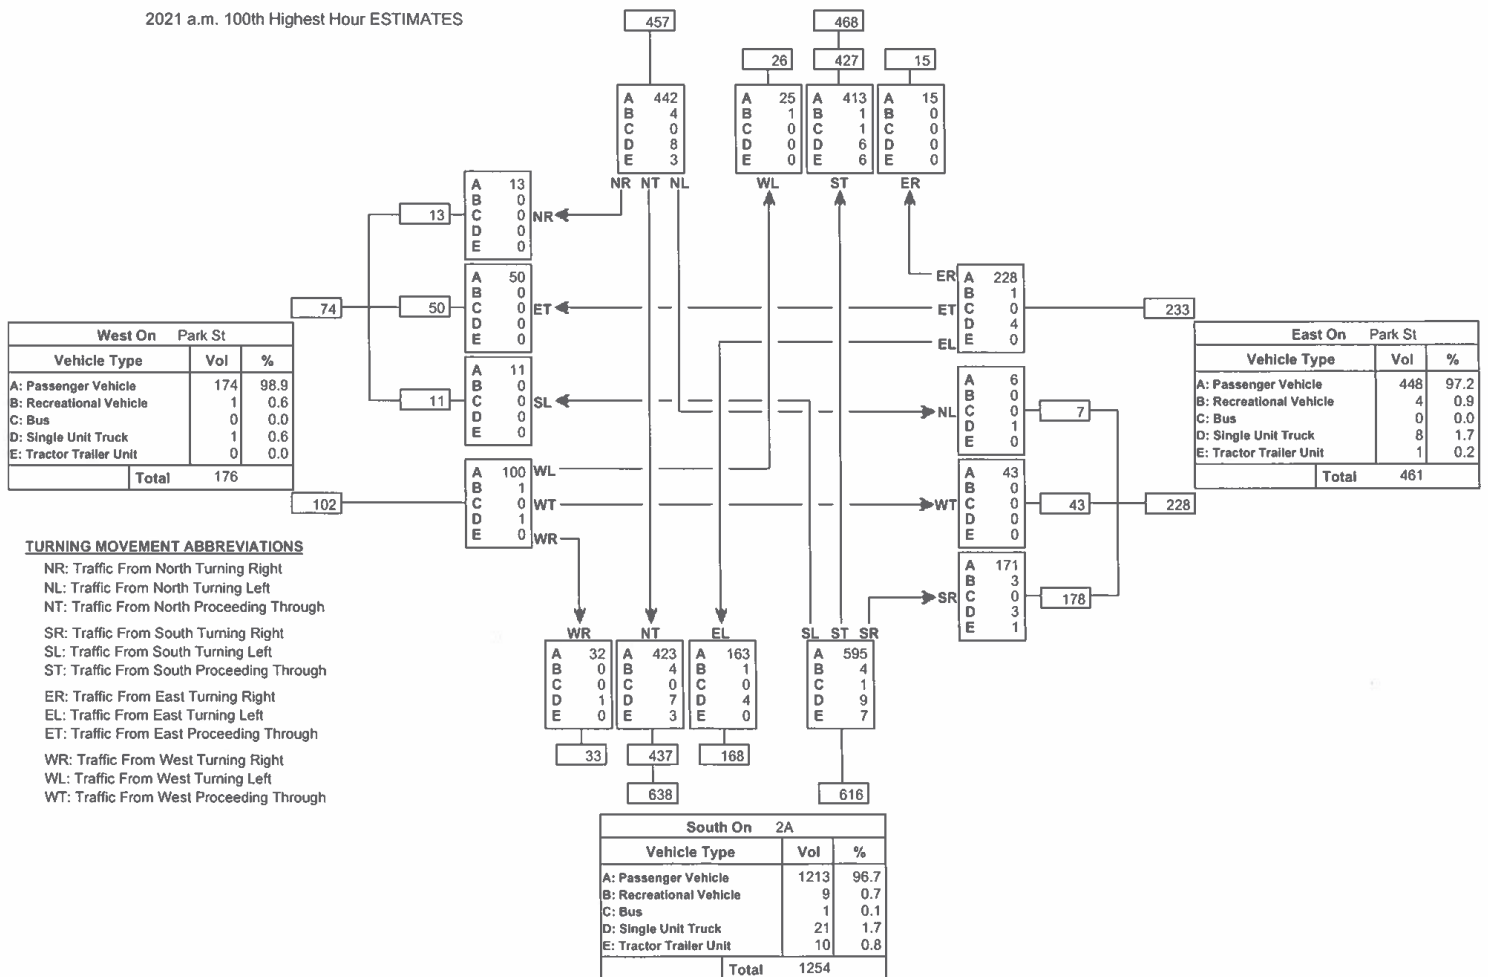 2021 a.m. 100th Highest Hour ESTIMATES
457
468
26
427
15
A 442
B 4
C 0
D 8
E 3
A 25
B 1
C 0
D 0
E 0
A 413
B 1
C 1
D 6
E 6
A 15
B 0
C 0
D 0
E 0
NR NT NL
WL
ST
ER
A 13
B 0
C 0
D 0
E 0
13
NR
A 50
B 0
C 0
D 0
E 0
74
50
ET
A 11
B 0
C 0
D 0
E 0
11
SL
A 100
B 1
C 0
D 1
E 0
102
WL
WT
WR
ER
ET
EL
A 228
B 1
C 0
D 4
E 0
233
NL
A 6
B 0
C 0
D 1
E 0
7
WT
A 43
B 0
C 0
D 0
E 0
43
228
SR
A 171
B 3
C 0
D 3
E 1
178
West On Park St
Vehicle Type Vol %
A: Passenger Vehicle 174 98.9
B: Recreational Vehicle 1 0.6
C: Bus 0 0.0
D: Single Unit Truck 1 0.6
E: Tractor Trailer Unit 0 0.0
Total 176
East On Park St
Vehicle Type Vol %
A: Passenger Vehicle 448 97.2
B: Recreational Vehicle 4 0.9
C: Bus 0 0.0
D: Single Unit Truck 8 1.7
E: Tractor Trailer Unit 1 0.2
Total 461
TURNING MOVEMENT ABBREVIATIONS
NR: Traffic From North Turning Right
NL: Traffic From North Turning Left
NT: Traffic From North Proceeding Through
SR: Traffic From South Turning Right
SL: Traffic From South Turning Left
ST: Traffic From South Proceeding Through
ER: Traffic From East Turning Right
EL: Traffic From East Turning Left
ET: Traffic From East Proceeding Through
WR: Traffic From West Turning Right
WL: Traffic From West Turning Left
WT: Traffic From West Proceeding Through
WR
NT
EL
SL ST SR
A 32
B 0
C 0
D 1
E 0
A 423
B 4
C 0
D 7
E 3
A 163
B 1
C 0
D 4
E 0
A 595
B 4
C 1
D 9
E 7
33
437
168
638
616
South On 2A
Vehicle Type Vol %
A: Passenger Vehicle 1213 96.7
B: Recreational Vehicle 9 0.7
C: Bus 1 0.1
D: Single Unit Truck 21 1.7
E: Tractor Trailer Unit 10 0.8
Total 1254